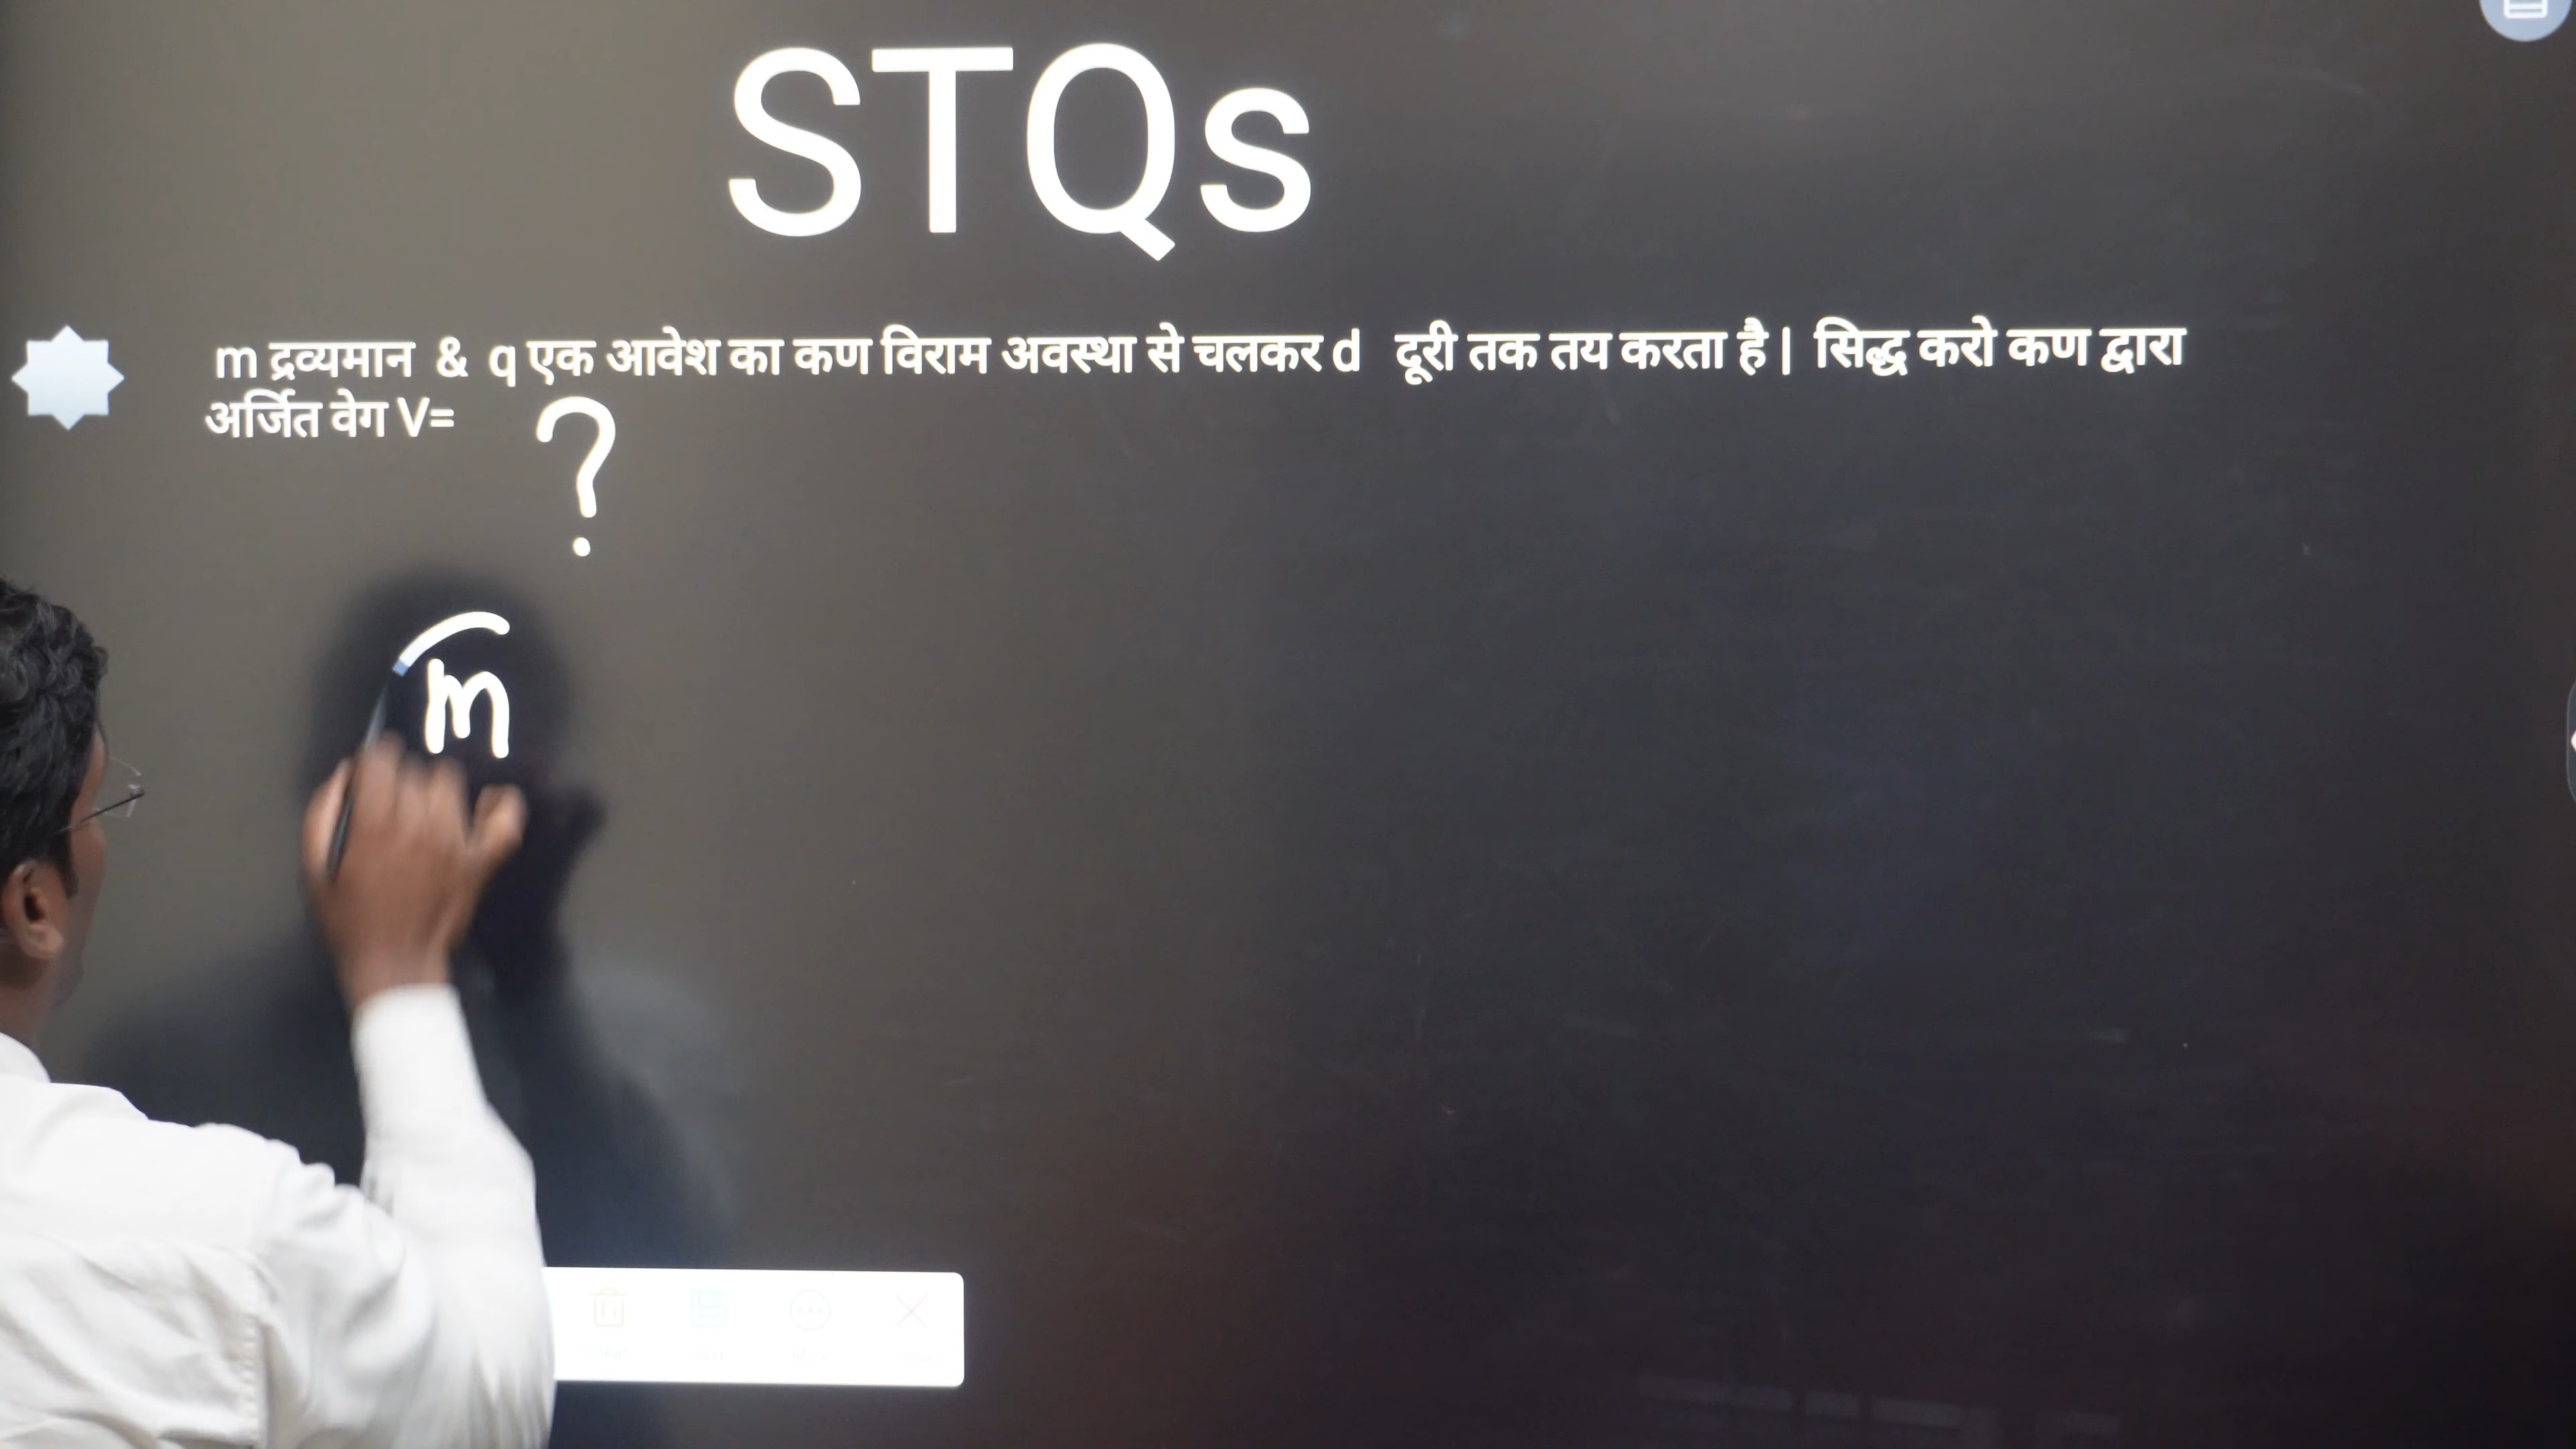 STQs
m द्रव्यमान & q एक आवेश का कण विराम अवस्था से चलकर d दूरी तक तय करता है| सिद्ध करो कण द्वारा
अर्जित वेग V=
?
m